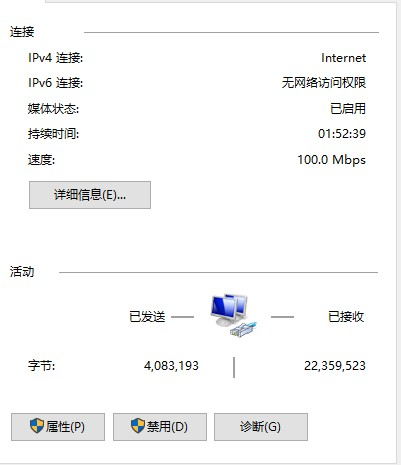 连接
IPv4 连接: Internet
IPv6 连接: 无网络访问权限
媒体状态: 已启用
持续时间: 01:52:39
速度: 100.0 Mbps
详细信息(E)...
活动
已发送 — — 已接收
字节: 4,083,193 | 22,359,523
属性(P) 禁用(D) 诊断(G)